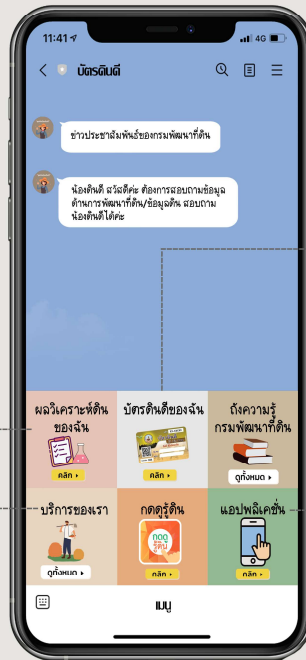 11:41
4G
บัตรดินดี
ข่าวประชาสัมพันธ์ของกรมพัฒนาที่ดิน
น้องดินดี สวัสดีค่ะ ต้องการสอบถามข้อมูล
ด้านการพัฒนาที่ดิน/ข้อมูลดิน สอบถาม
น้องดินดีได้ค่ะ
ผลวิเคราะห์ดิน
ของฉัน
คลิก
บัตรดินดีของฉัน
คลิก
ถังความรู้
กรมพัฒนาที่ดิน
ดูทั้งหมด
บริการของเรา
ดูทั้งหมด
กดดูรู้ดิน
กดดู
รู้ดิน
คลิก
แอปพลิเคชั่น
คลิก
เมนู